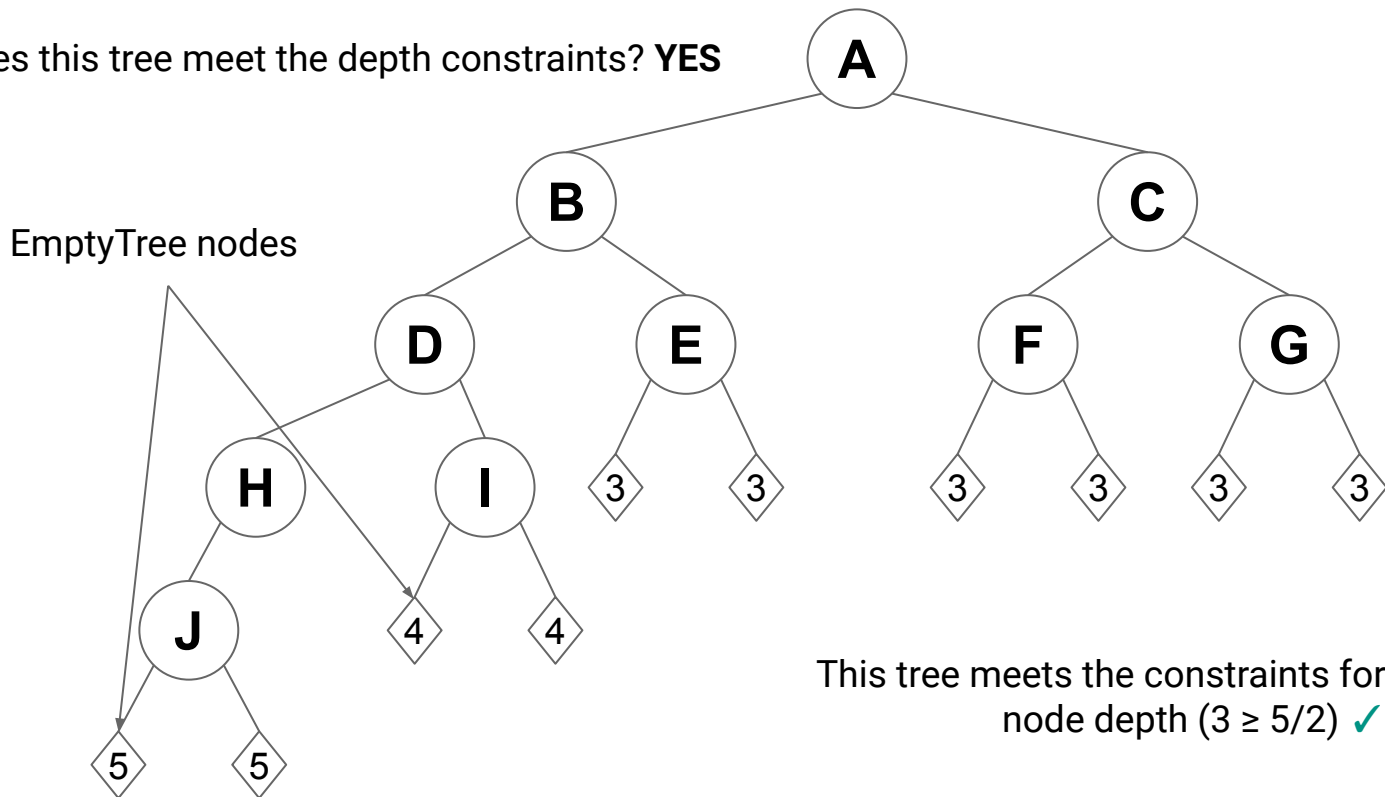 es this tree meet the depth constraints? YES
A
B
C
EmptyTree nodes
D
E
F
G
H
I
3
3
3
3
3
3
J
4
4
This tree meets the constraints for
node depth (3 ≥ 5/2) ✓
5
5